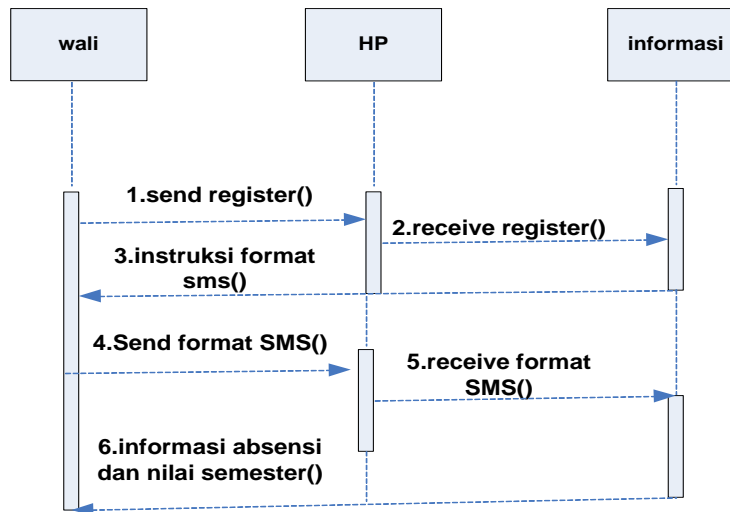 wali
HP
informasi
1.send register()
2.receive register()
3.instruksi format
sms()
4.Send format SMS()
5.receive format
SMS()
6.informasi absensi
dan nilai semester()